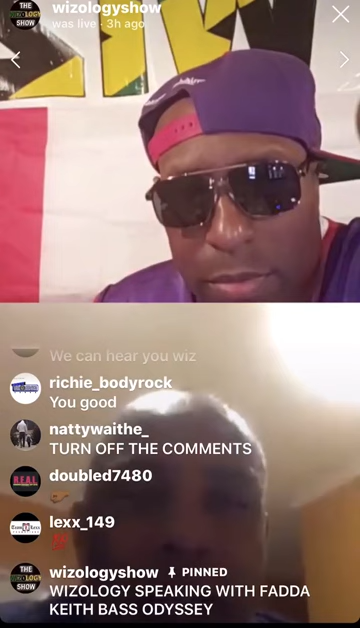 wizologyshow
was live · 3h ago
We can hear you wiz
richie_bodyrock
You good
nattywaithe_
TURN OFF THE COMMENTS
doubled7480
lexx_149
wizologyshow PINNED
WIZOLOGY SPEAKING WITH FADDA
KEITH BASS ODYSSEY